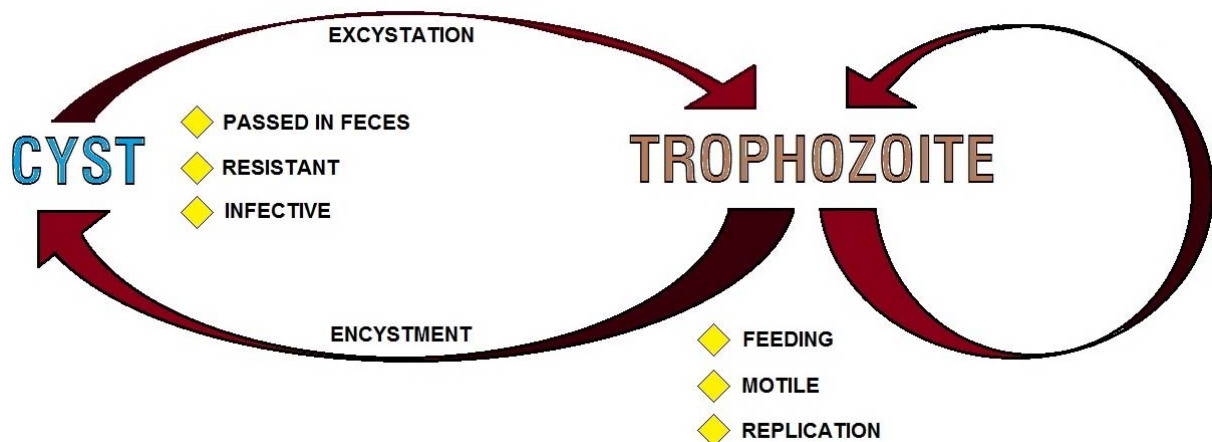 EXCYSTATION
CYST
PASSED IN FECES
RESISTANT
INFECTIVE
TROPHOZOITE
ENCYSTMENT
FEEDING
MOTILE
REPLICATION